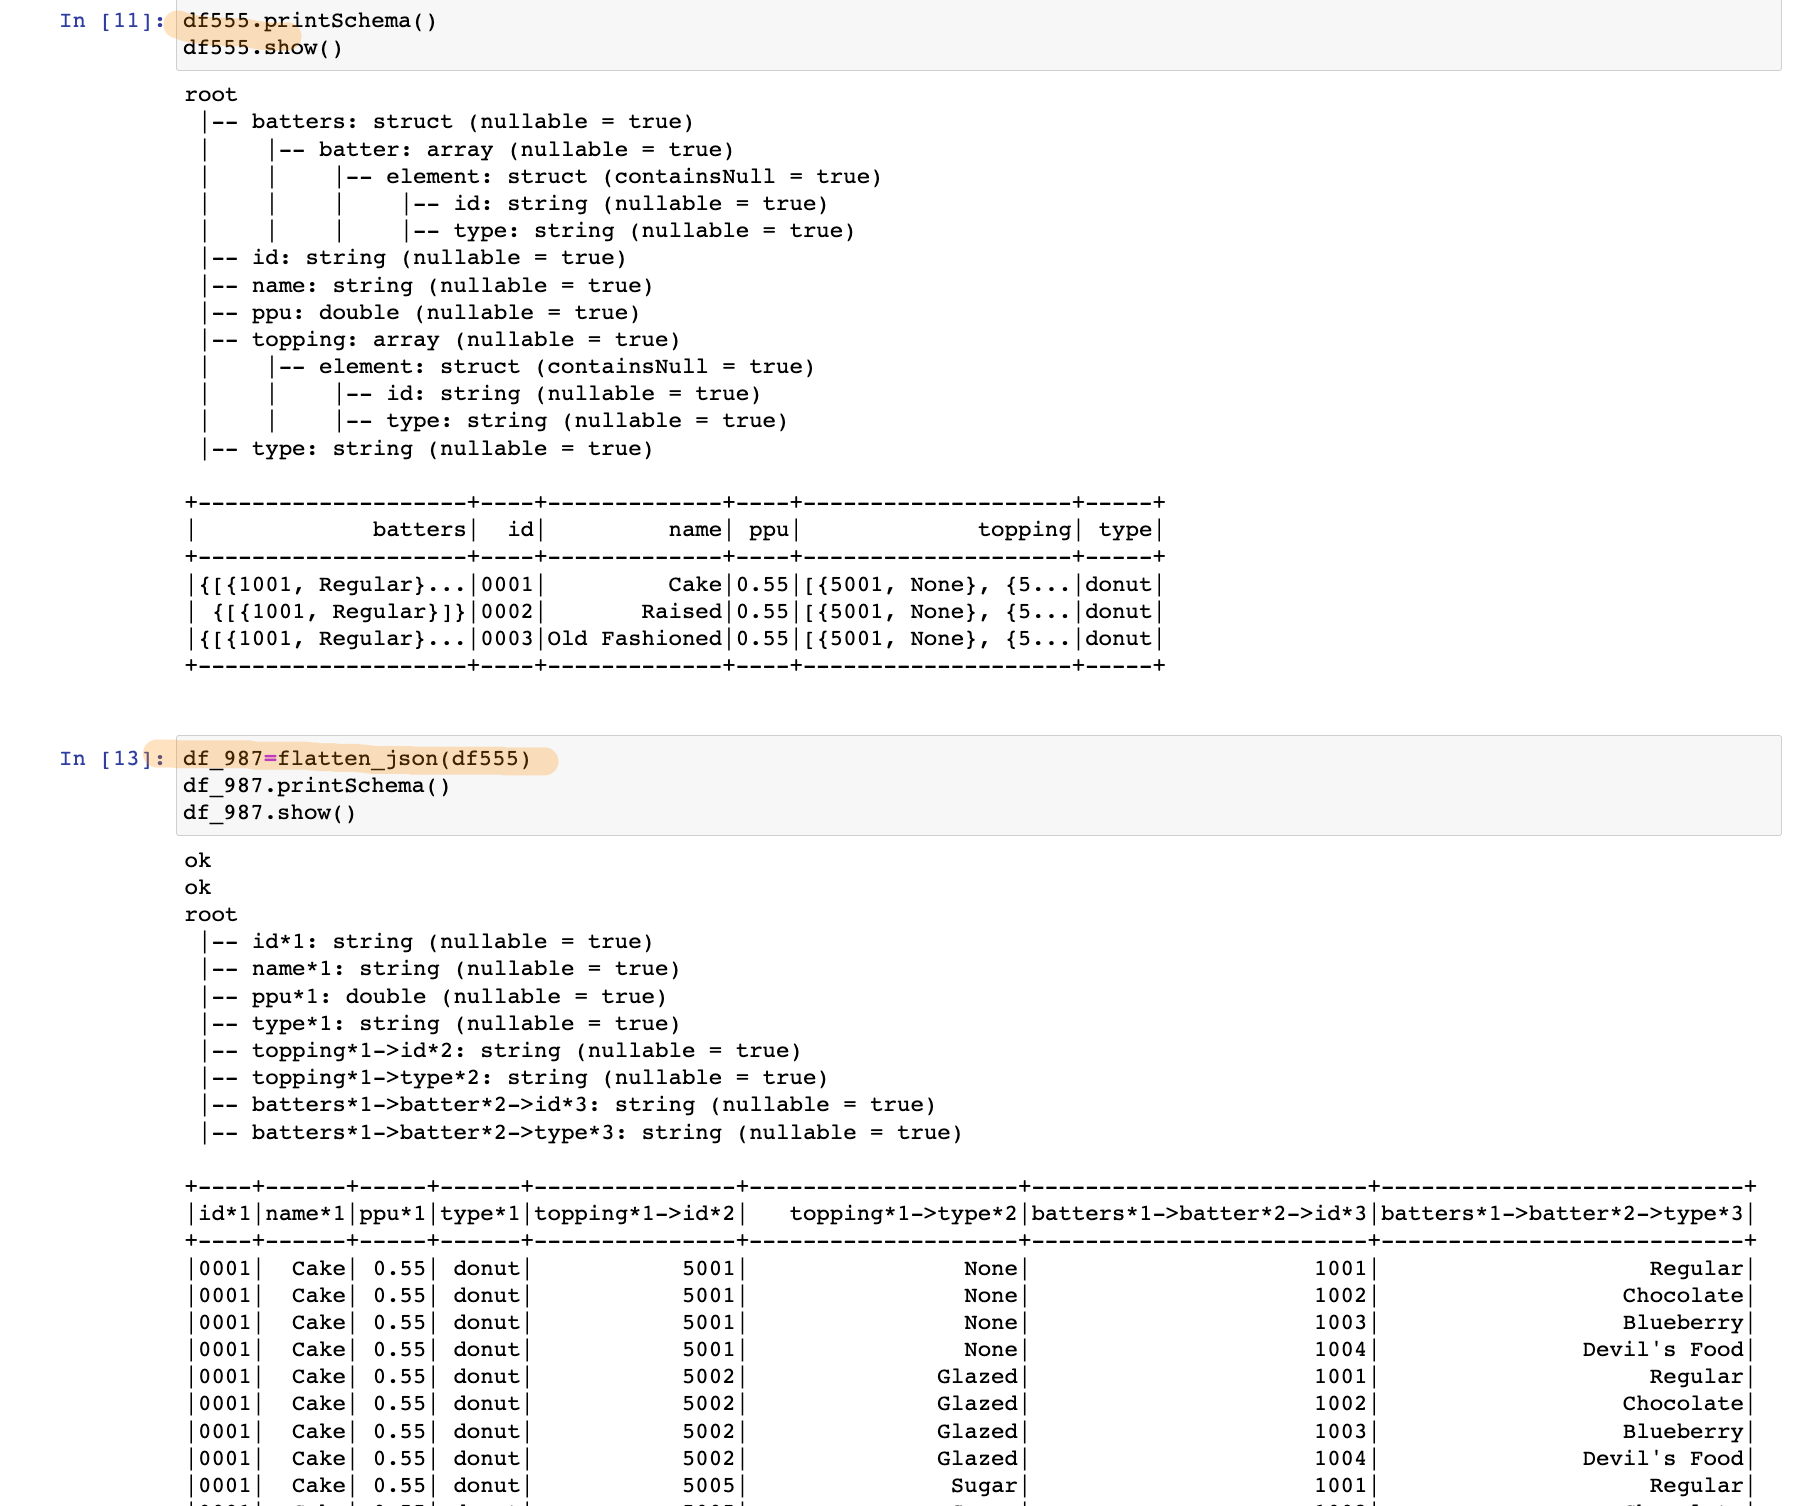 In [11]: df555.printSchema()
df555.show()
root
 |-- batters: struct (nullable = true)
 |    |-- batter: array (nullable = true)
 |    |    |-- element: struct (containsNull = true)
 |    |    |    |-- id: string (nullable = true)
 |    |    |    |-- type: string (nullable = true)
 |-- id: string (nullable = true)
 |-- name: string (nullable = true)
 |-- ppu: double (nullable = true)
 |-- topping: array (nullable = true)
 |    |-- element: struct (containsNull = true)
 |    |    |-- id: string (nullable = true)
 |    |    |-- type: string (nullable = true)
 |-- type: string (nullable = true)
+--------------------+----+-------------+----+--------------------+-----+
|             batters|  id|         name| ppu|             topping| type|
+--------------------+----+-------------+----+--------------------+-----+
|{[{1001, Regular}...|0001|         Cake|0.55|[{5001, None}, {5...|donut|
| {[{1001, Regular}]}|0002|       Raised|0.55|[{5001, None}, {5...|donut|
|{[{1001, Regular}...|0003|Old Fashioned|0.55|[{5001, None}, {5...|donut|
+--------------------+----+-------------+----+--------------------+-----+
In [13]: df_987=flatten_json(df555)
df_987.printSchema()
df_987.show()
ok
ok
root
 |-- id*1: string (nullable = true)
 |-- name*1: string (nullable = true)
 |-- ppu*1: double (nullable = true)
 |-- type*1: string (nullable = true)
 |-- topping*1->id*2: string (nullable = true)
 |-- topping*1->type*2: string (nullable = true)
 |-- batters*1->batter*2->id*3: string (nullable = true)
 |-- batters*1->batter*2->type*3: string (nullable = true)
+----+------+-----+------+---------------+--------------------+-------------------------+---------------------------+
|id*1|name*1|ppu*1|type*1|topping*1->id*2|   topping*1->type*2|batters*1->batter*2->id*3|batters*1->batter*2->type*3|
+----+------+-----+------+---------------+--------------------+-------------------------+---------------------------+
|0001|  Cake| 0.55| donut|           5001|                None|                     1001|                    Regular|
|0001|  Cake| 0.55| donut|           5001|                None|                     1002|                  Chocolate|
|0001|  Cake| 0.55| donut|           5001|                None|                     1003|                  Blueberry|
|0001|  Cake| 0.55| donut|           5001|                None|                     1004|               Devil's Food|
|0001|  Cake| 0.55| donut|           5002|              Glazed|                     1001|                    Regular|
|0001|  Cake| 0.55| donut|           5002|              Glazed|                     1002|                  Chocolate|
|0001|  Cake| 0.55| donut|           5002|              Glazed|                     1003|                  Blueberry|
|0001|  Cake| 0.55| donut|           5002|              Glazed|                     1004|               Devil's Food|
|0001|  Cake| 0.55| donut|           5005|               Sugar|                     1001|                    Regular|